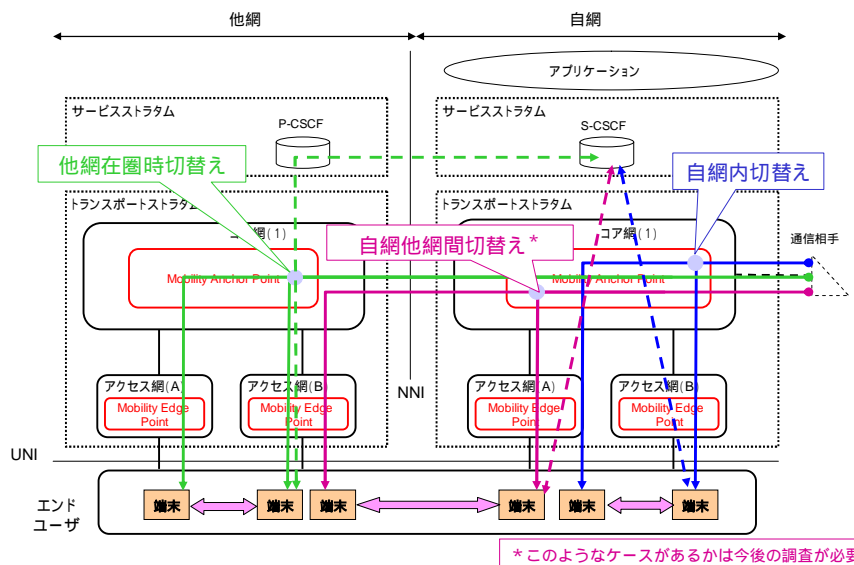 他網
自網
アプリケーション
サービスストラタム
サービスストラタム
P-CSCF
S-CSCF
他網在圏時切替え
自網内切替え
トランスポートストラタム
トランスポートストラタム
コア網(1)
コア網(1)
自網他網間切替え*
通信相手
Mobility Anchor Point
Mobility Anchor Point
アクセス網(A)
アクセス網(B)
NNI
アクセス網(A)
アクセス網(B)
Mobility Edge
Point
Mobility Edge
Point
Mobility Edge
Point
Mobility Edge
Point
UNI
エンド
ユーザ
端末
端末
端末
端末
端末
端末
*このようなケースがあるかは今後の調査が必要